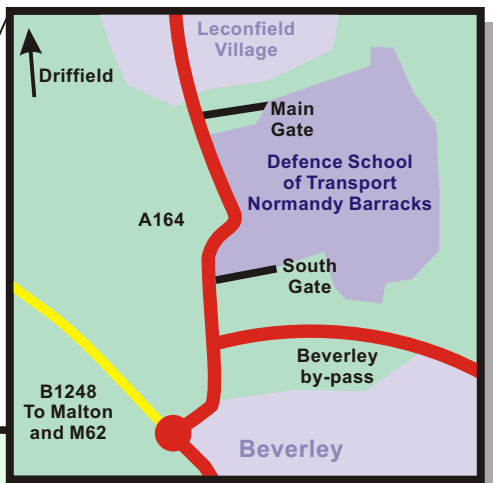 Leconfield
Village
Driffield
Main
Gate
Defence School
of Transport
Normandy Barracks
A164
South
Gate
Beverley
by-pass
B1248
To Malton
and M62
Beverley